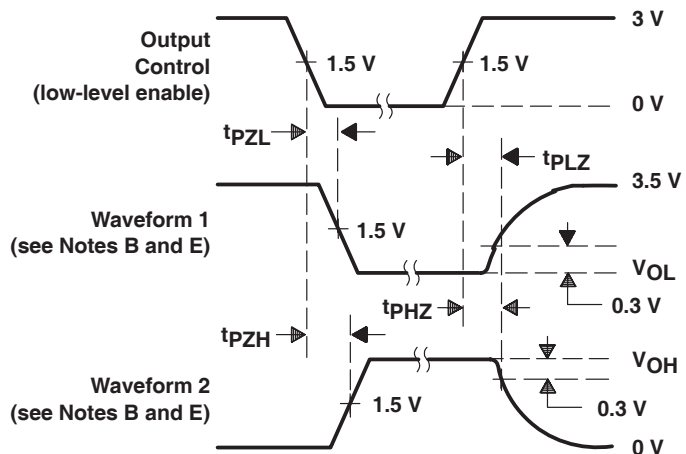 Output
Control
(low-level enable)
1.5 V
1.5 V
3 V
0 V
tPZL
tPLZ
Waveform 1
(see Notes B and E)
1.5 V
3.5 V
VOL
0.3 V
tPHZ
tPZH
Waveform 2
(see Notes B and E)
1.5 V
VOH
0.3 V
0 V